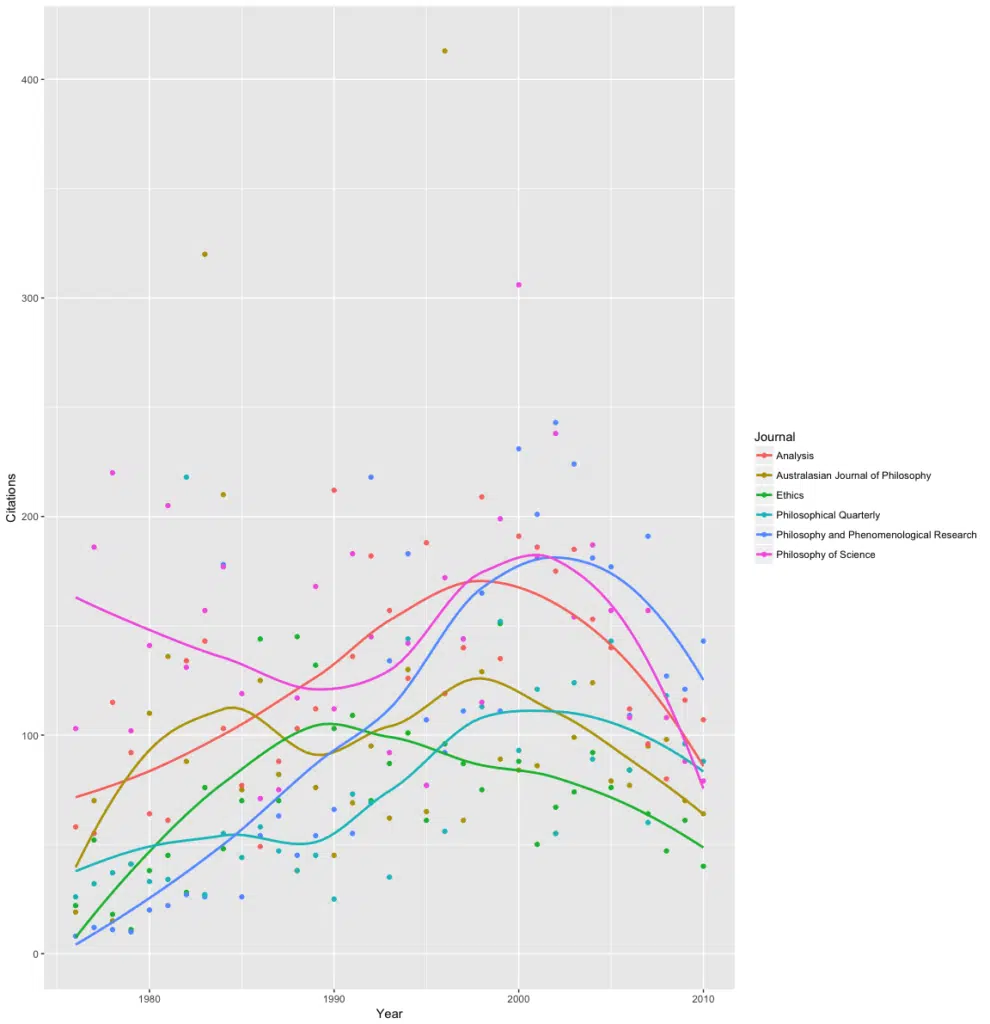 400
300
200
100
0
Citations
1980
1990
2000
2010
Year
Journal
Analysis
Australasian Journal of Philosophy
Ethics
Philosophical Quarterly
Philosophy and Phenomenological Research
Philosophy of Science